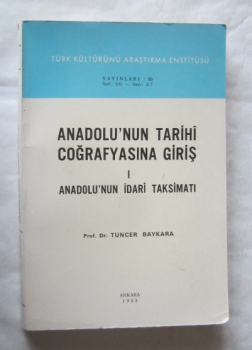 TÜRK KÜLTÜRÜNÜ ARAŞTIRMA ENSTİTÜSÜ
YAYINLARI :
ANADOLU'NUN TARİHİ
COĞRAFYASINA GİRİŞ
I
ANADOLU'NUN İDARİ TAKSİMATI
Prof. Dr. TUNCER BAYKARA
ANKARA
1988